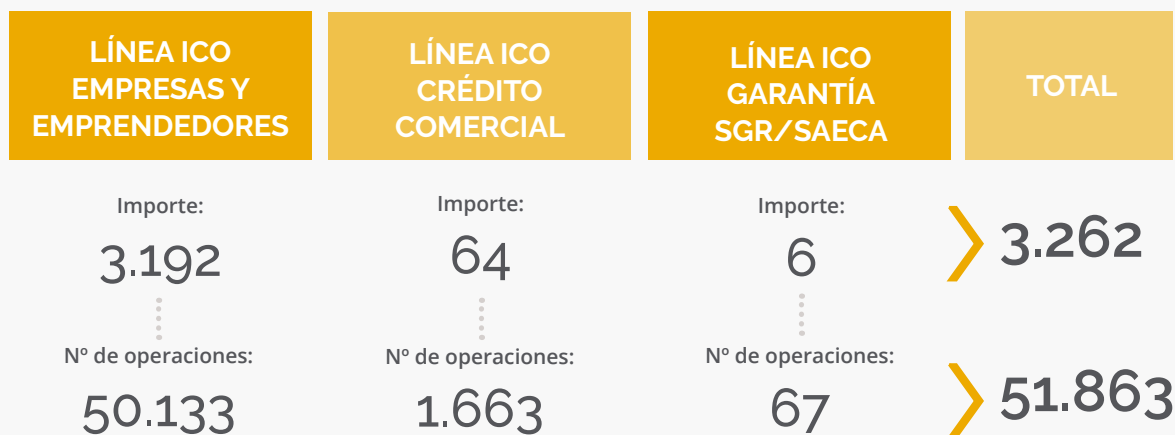 LÍNEA ICO
EMPRESAS Y
EMPRENDEDORES
LÍNEA ICO
CRÉDITO
COMERCIAL
LÍNEA ICO
GARANTÍA
SGR/SAECA
TOTAL
Importe:
3.192
Importe:
64
Importe:
6
3.262
Nº de operaciones:
50.133
Nº de operaciones:
1.663
Nº de operaciones:
67
51.863